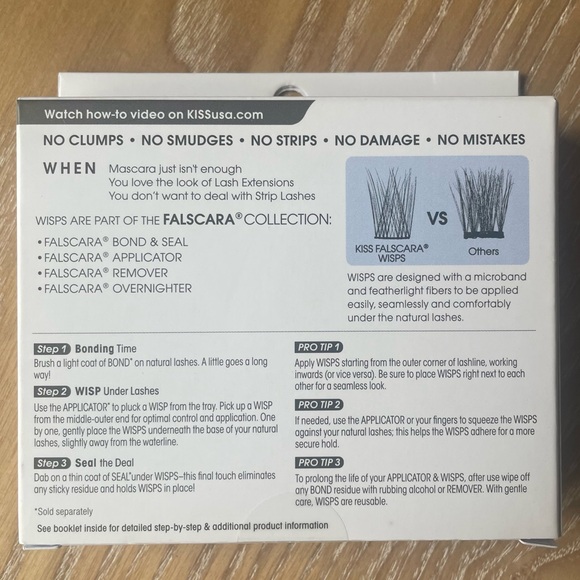 Watch how-to video on KISSusa.com
NO CLUMPS • NO SMUDGES • NO STRIPS • NO DAMAGE • NO MISTAKES
WHEN Mascara just isn't enough
You love the look of Lash Extensions
You don't want to deal with Strip Lashes
WISPS ARE PART OF THE FALSCARA® COLLECTION:
• FALSCARA® BOND & SEAL
• FALSCARA® APPLICATOR
• FALSCARA® REMOVER
• FALSCARA® OVERNIGHTER
VS
KISS FALSCARA®
WISPS
Others
WISPS are designed with a microband
and featherlight fibers to be applied
easily, seamlessly and comfortably
under the natural lashes.
Step 1 Bonding Time
Brush a light coat of BOND* on natural lashes. A little goes a long
way!
Step 2 WISP Under Lashes
Use the APPLICATOR* to pluck a WISP from the tray. Pick up a WISP
from the middle-outer end for optimal control and application. One
by one, gently place the WISPS underneath the base of your natural
lashes, slightly away from the waterline.
Step 3 Seal the Deal
Dab on a thin coat of SEAL* under WISPS–this final touch eliminates
any sticky residue and holds WISPS in place!
*Sold separately
See booklet inside for detailed step-by-step & additional product information
PRO TIP 1
Apply WISPS starting from the outer corner of lashline, working
inwards (or vice versa). Be sure to place WISPS right next to each
other for a seamless look.
PRO TIP 2
If needed, use the APPLICATOR or your fingers to squeeze the WISPS
against your natural lashes; this helps the WISPS adhere for a more
secure hold.
PRO TIP 3
To prolong the life of your APPLICATOR & WISPS, after use wipe off
any BOND residue with rubbing alcohol or REMOVER. With gentle
care, WISPS are reusable.